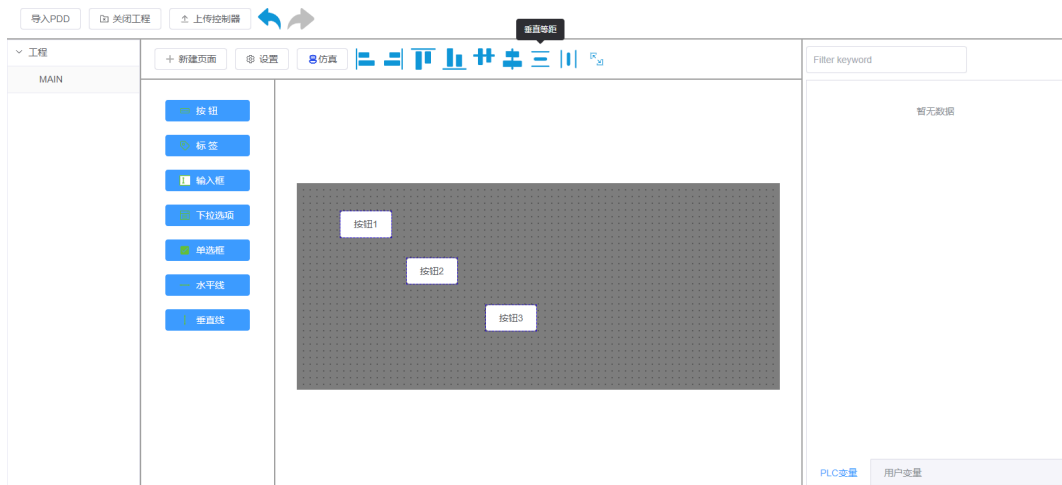 导入PDD 关闭工程 上传控制器
垂直等距
工程
MAIN
新建页面 设置 仿真
Filter keyword
按钮
标签
输入框
下拉选项
单选框
水平线
垂直线
按钮1
按钮2
按钮3
暂无数据
PLC变量 用户变量